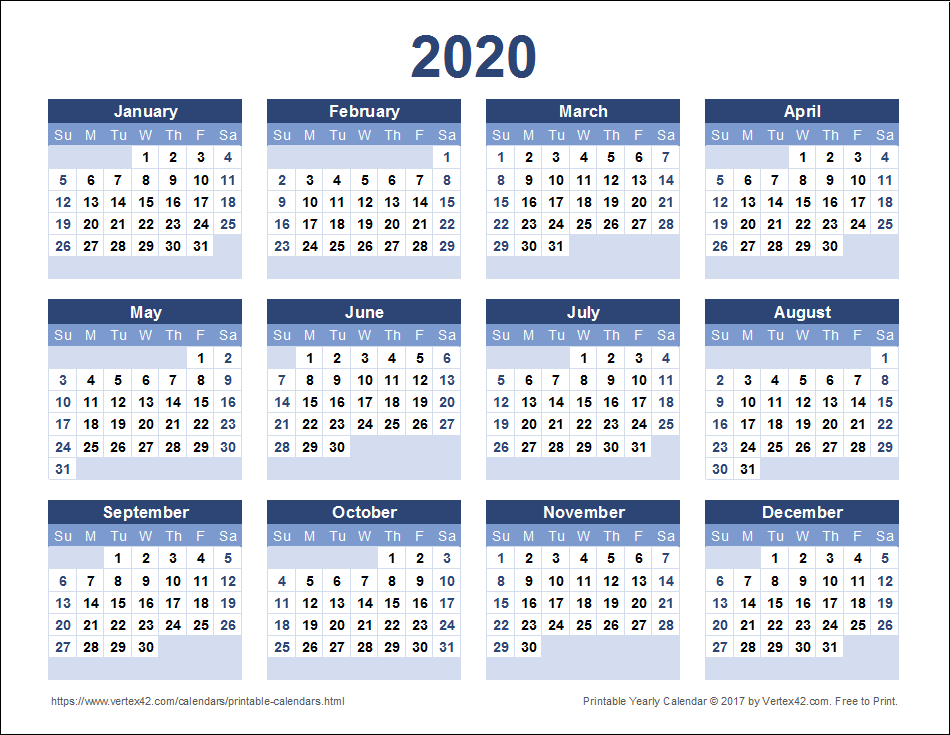 2020
January February March April
Su M Tu W Th F Sa Su M Tu W Th F Sa Su M Tu W Th F Sa Su M Tu W Th F Sa
1 2 3 4 1 1 2 3 4 5 6 7 1 2 3 4
5 6 7 8 9 10 11 2 3 4 5 6 7 8 8 9 10 11 12 13 14 5 6 7 8 9 10 11
12 13 14 15 16 17 18 9 10 11 12 13 14 15 15 16 17 18 19 20 21 12 13 14 15 16 17 18
19 20 21 22 23 24 25 16 17 18 19 20 21 22 22 23 24 25 26 27 28 19 20 21 22 23 24 25
26 27 28 29 30 31 23 24 25 26 27 28 29 29 30 31 26 27 28 29 30
May June July August
Su M Tu W Th F Sa Su M Tu W Th F Sa Su M Tu W Th F Sa Su M Tu W Th F Sa
1 2 1 2 3 4 5 6 1 2 3 4 1
3 4 5 6 7 8 9 7 8 9 10 11 12 13 5 6 7 8 9 10 11 2 3 4 5 6 7 8
10 11 12 13 14 15 16 14 15 16 17 18 19 20 12 13 14 15 16 17 18 9 10 11 12 13 14 15
17 18 19 20 21 22 23 21 22 23 24 25 26 27 19 20 21 22 23 24 25 16 17 18 19 20 21 22
24 25 26 27 28 29 30 28 29 30 26 27 28 29 30 31 23 24 25 26 27 28 29
31 30 31
September October November December
Su M Tu W Th F Sa Su M Tu W Th F Sa Su M Tu W Th F Sa Su M Tu W Th F Sa
1 2 3 4 5 1 2 3 1 2 3 4 5 6 7 1 2 3 4 5
6 7 8 9 10 11 12 4 5 6 7 8 9 10 8 9 10 11 12 13 14 6 7 8 9 10 11 12
13 14 15 16 17 18 19 11 12 13 14 15 16 17 15 16 17 18 19 20 21 13 14 15 16 17 18 19
20 21 22 23 24 25 26 18 19 20 21 22 23 24 22 23 24 25 26 27 28 20 21 22 23 24 25 26
27 28 29 30 25 26 27 28 29 30 31 29 30 27 28 29 30 31
https://www.vertex42.com/calendars/printable-calendars.html Printable Yearly Calendar © 2017 by Vertex42.com. Free to Print.